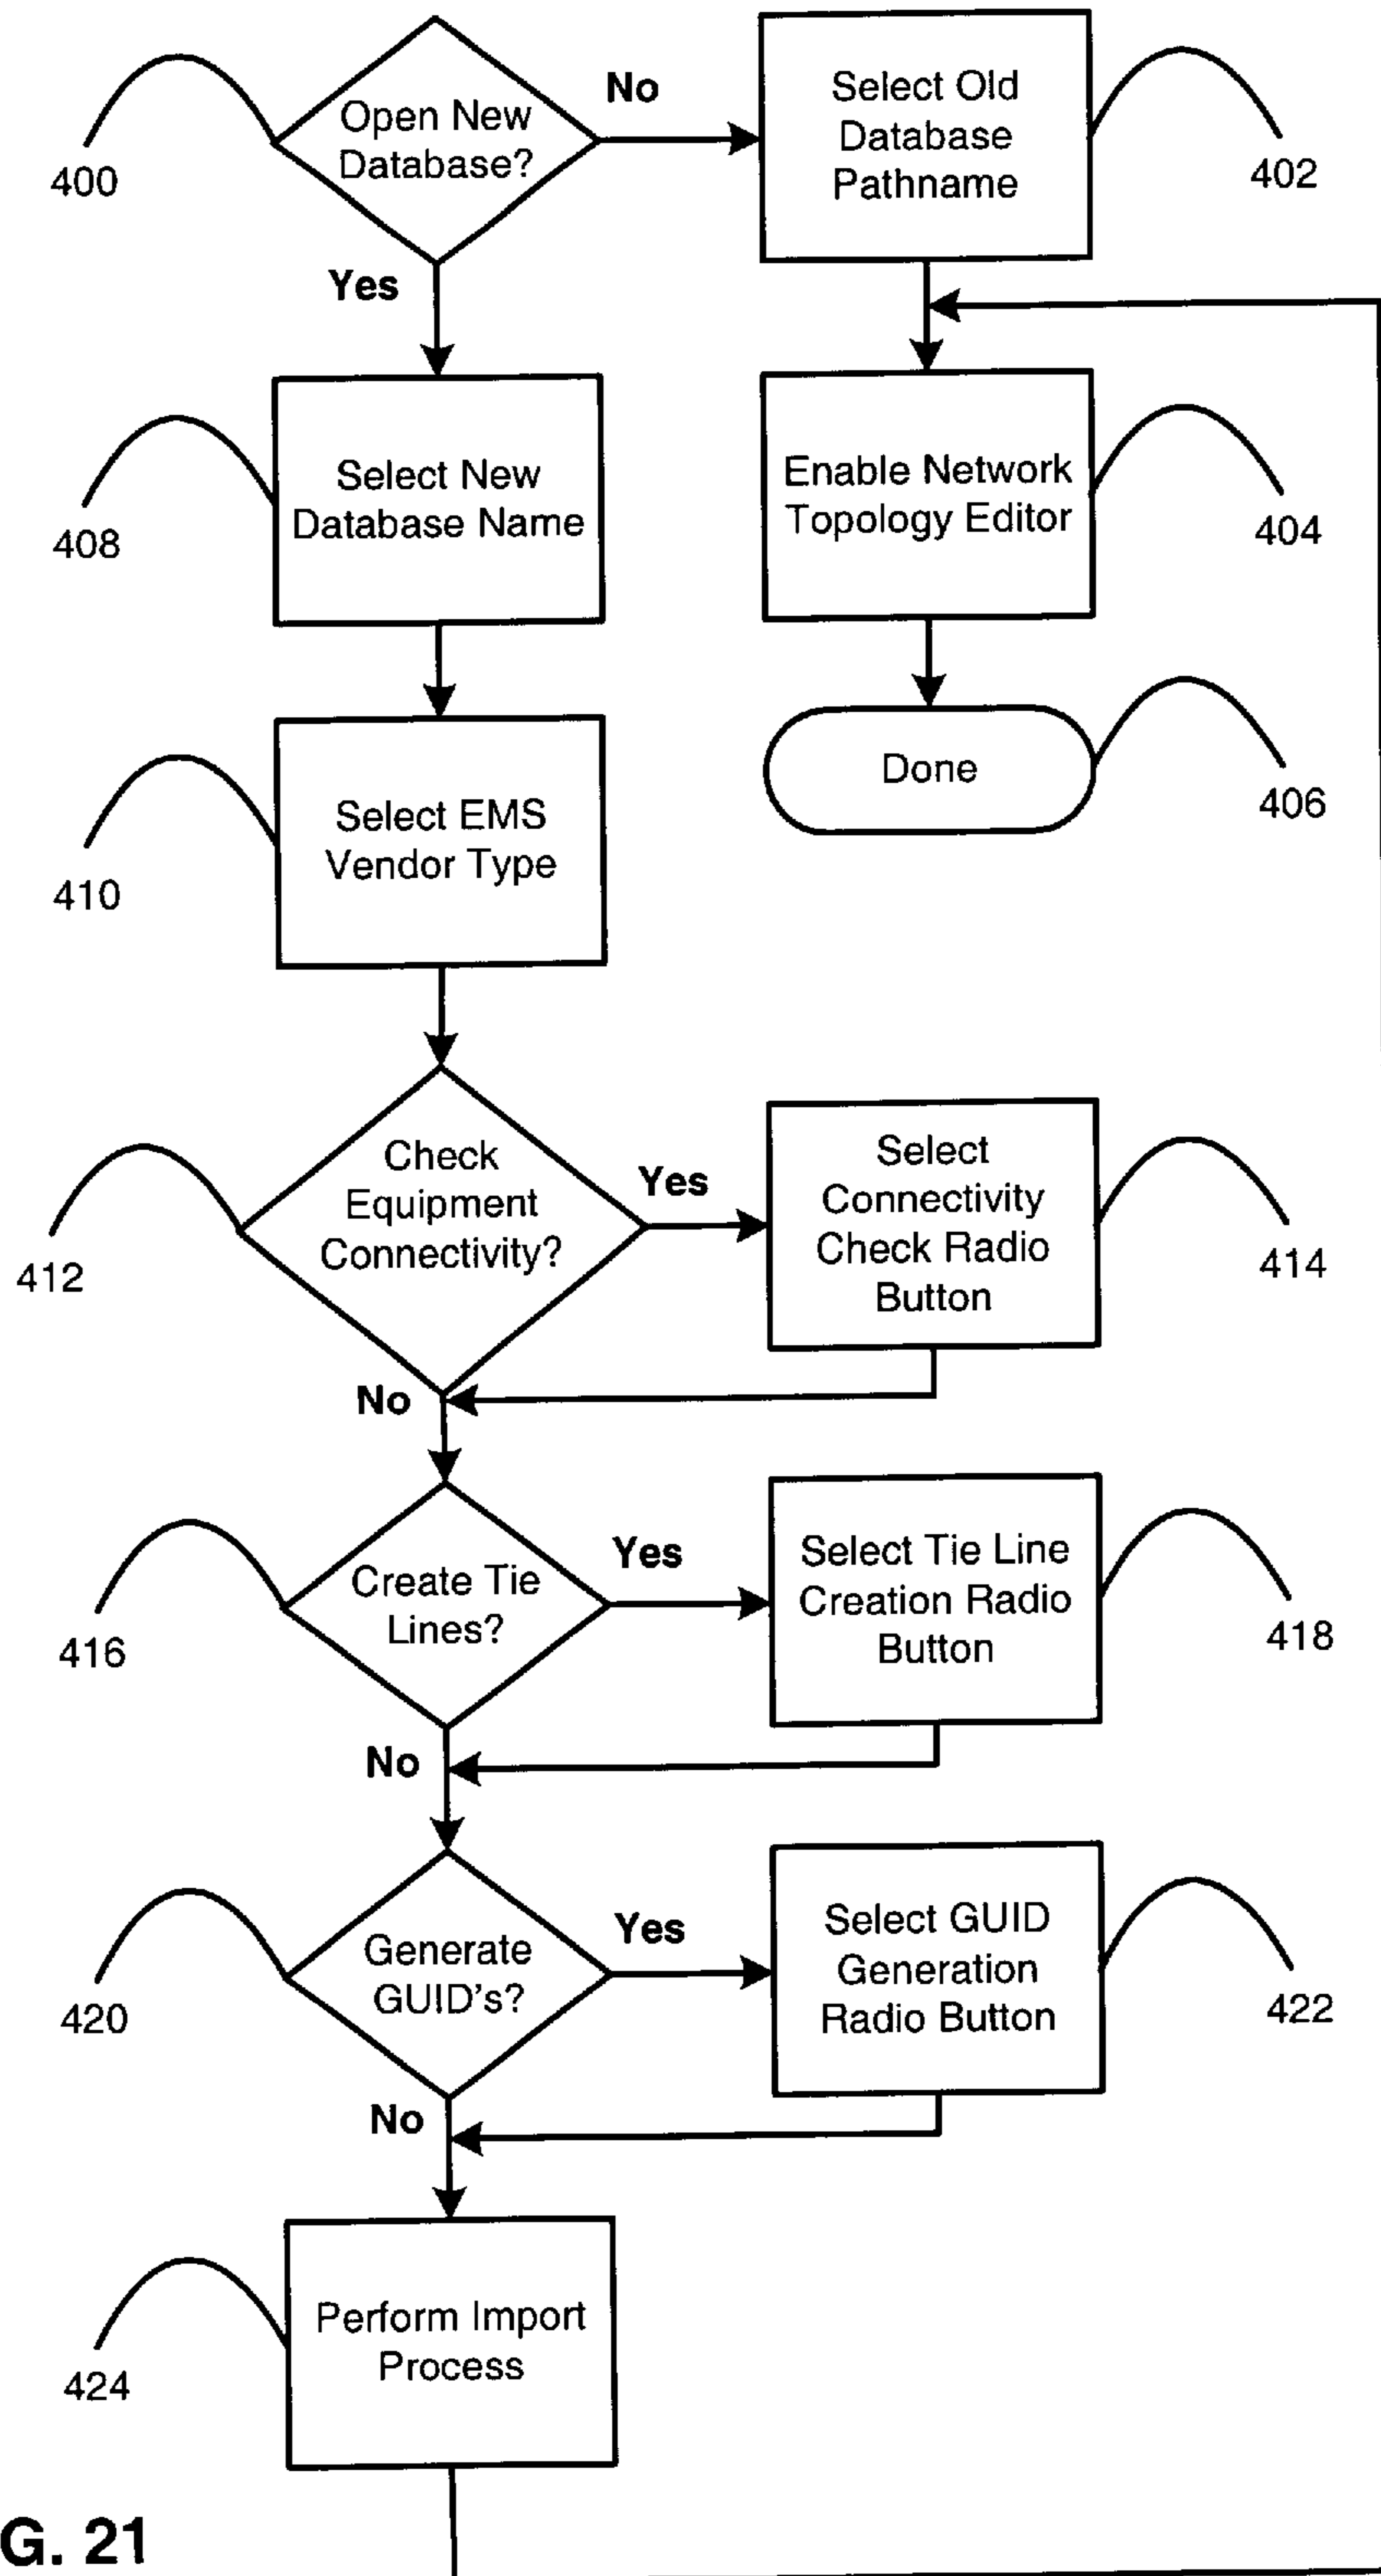 Open New
Database?
No
Select Old
Database
Pathname
400
402
Yes
Select New
Database Name
Enable Network
Topology Editor
408
404
Select EMS
Vendor Type
Done
410
406
Check
Equipment
Connectivity?
Yes
Select
Connectivity
Check Radio
Button
412
414
No
Create Tie
Lines?
Yes
Select Tie Line
Creation Radio
Button
416
418
No
Generate
GUID's?
Yes
Select GUID
Generation
Radio Button
420
422
No
Perform Import
Process
424
G. 21